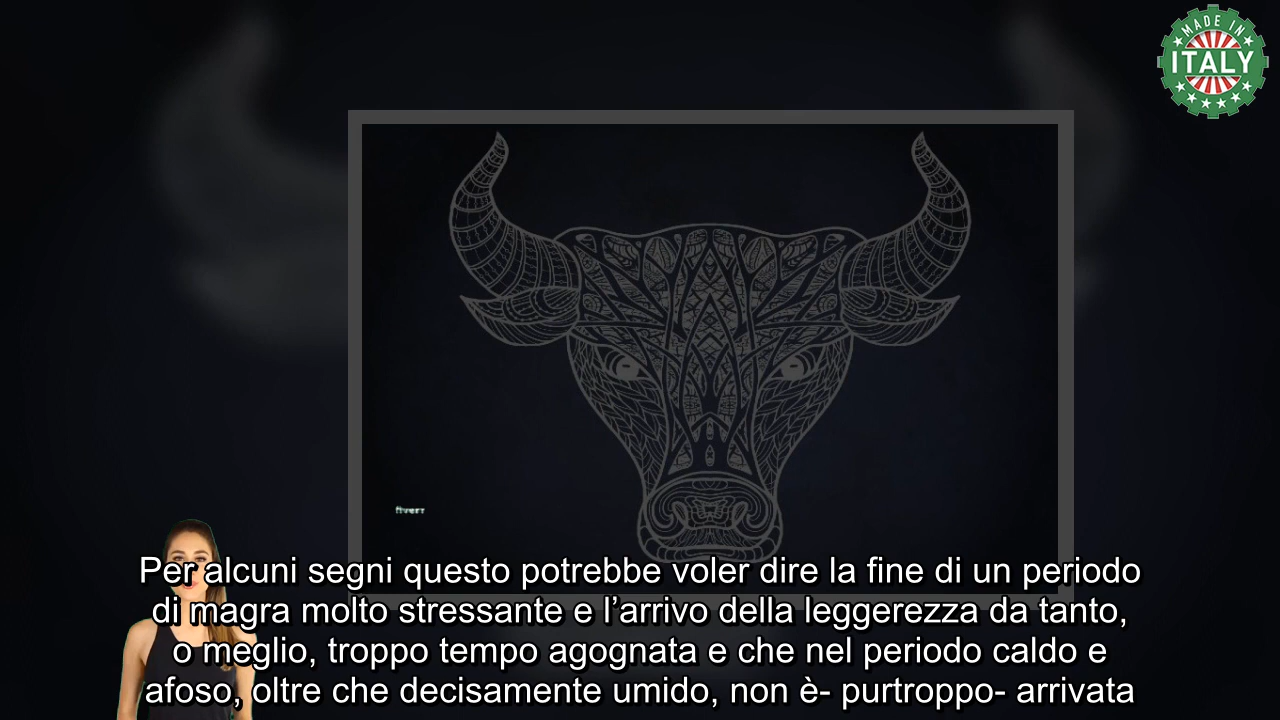 MADE IN
ITALY
fiverr
Per alcuni segni questo potrebbe voler dire la fine di un periodo
di magra molto stressante e l’arrivo della leggerezza da tanto,
o meglio, troppo tempo agognata e che nel periodo caldo e
afoso, oltre che decisamente umido, non è- purtroppo- arrivata